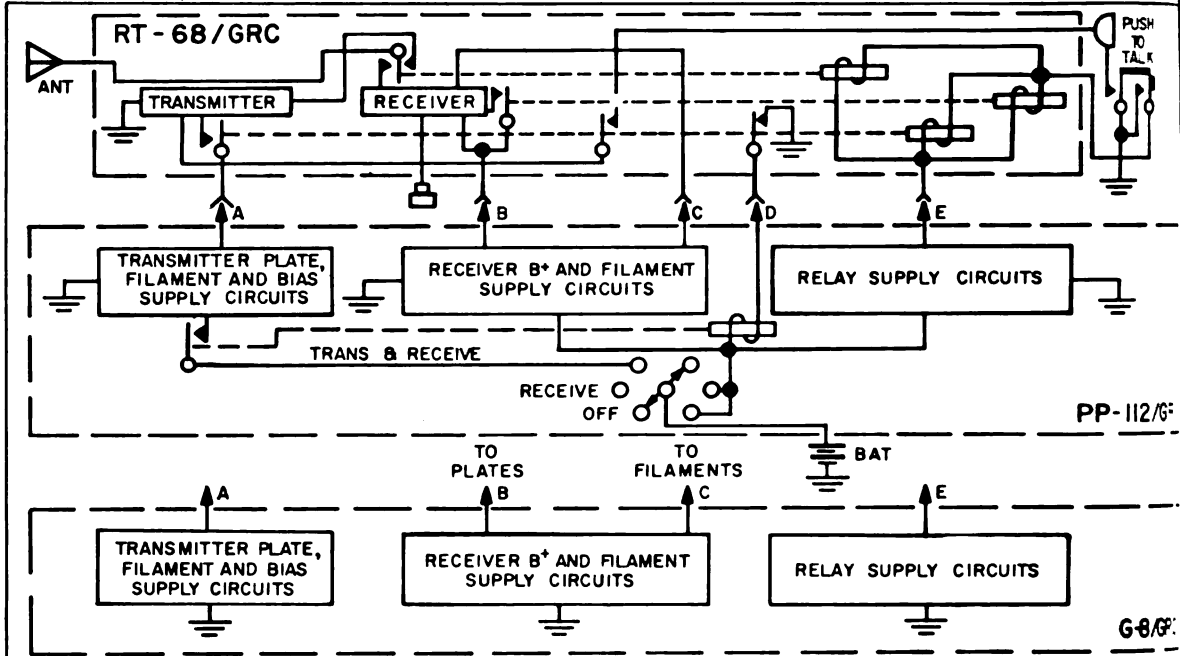 RT-68/GRC
PUSH
TO
TALK
ANT
TRANSMITTER
RECEIVER
A
B
C
D
E
TRANSMITTER PLATE,
FILAMENT AND BIAS
SUPPLY CIRCUITS
RECEIVER B+ AND FILAMENT
SUPPLY CIRCUITS
RELAY SUPPLY CIRCUITS
TRANS & RECEIVE
RECEIVE
OFF
PP-112/G
BAT
TO
PLATES
TO
FILAMENTS
A
B
C
E
TRANSMITTER PLATE,
FILAMENT AND BIAS
SUPPLY CIRCUITS
RECEIVER B+ AND FILAMENT
SUPPLY CIRCUITS
RELAY SUPPLY CIRCUITS
G-8/G